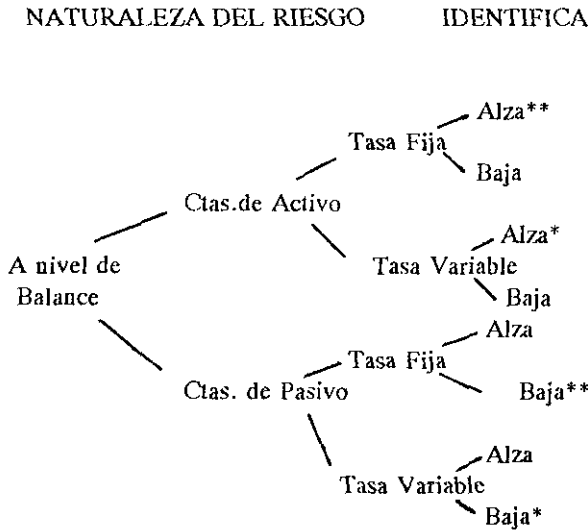 NATURALEZA DEL RIESGO IDENTIFICA
Alza**
Tasa Fija
Baja
Ctas.de Activo
Alza*
A nivel de
Tasa Variable
Balance
Baja
Alza
Tasa Fija
Ctas. de Pasivo
Baja**
Alza
Tasa Variable
Baja*